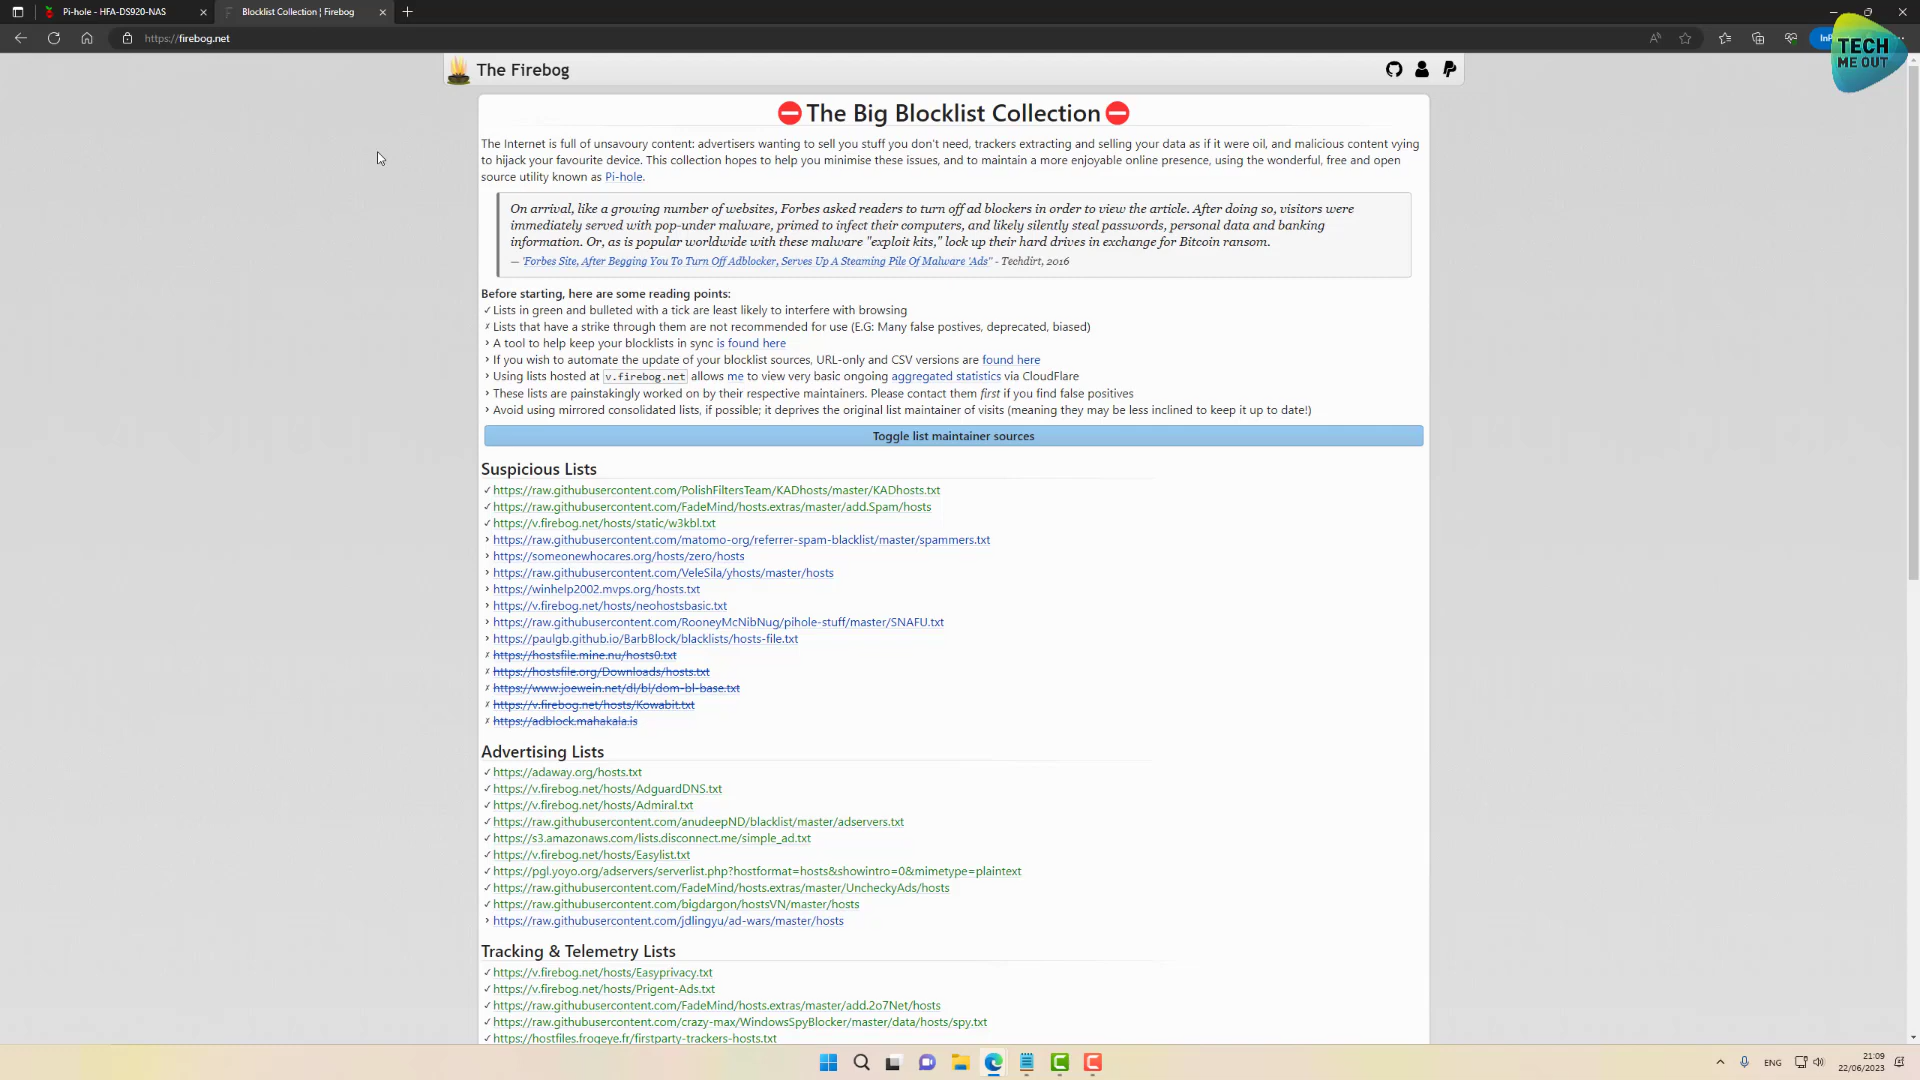 Pi-hole - HFA-DS920-NAS
Blocklist Collection | Firebog
https://firebog.net
TECH
ME OUT
The Firebog
The Big Blocklist Collection
The Internet is full of unsavoury content: advertisers wanting to sell you stuff you don't need, trackers extracting and selling your data as if it were oil, and malicious content vying
to hijack your favourite device. This collection hopes to help you minimise these issues, and to maintain a more enjoyable online presence, using the wonderful, free and open
source utility known as Pi-hole.
On arrival, like a growing number of websites, Forbes asked readers to turn off ad blockers in order to view the article. After doing so, visitors were
immediately served with pop-under malware, primed to infect their computers, and likely silently steal passwords, personal data and banking
information. Or, as is popular worldwide with these malware "exploit kits," lock up their hard drives in exchange for Bitcoin ransom.
— 'Forbes Site, After Begging You To Turn Off Adblocker, Serves Up A Steaming Pile Of Malware 'Ads'' - Techdirt, 2016
Before starting, here are some reading points:
✓ Lists in green and bulleted with a tick are least likely to interfere with browsing
✗ Lists that have a strike through them are not recommended for use (E.G: Many false postives, deprecated, biased)
› A tool to help keep your blocklists in sync is found here
› If you wish to automate the update of your blocklist sources, URL-only and CSV versions are found here
› Using lists hosted at v.firebog.net allows me to view very basic ongoing aggregated statistics via CloudFlare
› These lists are painstakingly worked on by their respective maintainers. Please contact them first if you find false positives
› Avoid using mirrored consolidated lists, if possible; it deprives the original list maintainer of visits (meaning they may be less inclined to keep it up to date!)
Toggle list maintainer sources
Suspicious Lists
✓ https://raw.githubusercontent.com/PolishFiltersTeam/KADhosts/master/KADhosts.txt
✓ https://raw.githubusercontent.com/FadeMind/hosts.extras/master/add.Spam/hosts
✓ https://v.firebog.net/hosts/static/w3kbl.txt
› https://raw.githubusercontent.com/matomo-org/referrer-spam-blacklist/master/spammers.txt
› https://someonewhocares.org/hosts/zero/hosts
› https://raw.githubusercontent.com/VeleSila/yhosts/master/hosts
› https://winhelp2002.mvps.org/hosts.txt
› https://v.firebog.net/hosts/neohostsbasic.txt
› https://raw.githubusercontent.com/RooneyMcNibNug/pihole-stuff/master/SNAFU.txt
› https://paulgb.github.io/BarbBlock/blacklists/hosts-file.txt
✗ https://hostsfile.mine.nu/hosts0.txt
✗ https://hostsfile.org/Downloads/hosts.txt
✗ https://www.joewein.net/dl/bl/dom-bl-base.txt
✗ https://v.firebog.net/hosts/Kowabit.txt
✗ https://adblock.mahakala.is
Advertising Lists
✓ https://adaway.org/hosts.txt
✓ https://v.firebog.net/hosts/AdguardDNS.txt
✓ https://v.firebog.net/hosts/Admiral.txt
✓ https://raw.githubusercontent.com/anudeepND/blacklist/master/adservers.txt
✓ https://s3.amazonaws.com/lists.disconnect.me/simple_ad.txt
✓ https://v.firebog.net/hosts/Easylist.txt
✓ https://pgl.yoyo.org/adservers/serverlist.php?hostformat=hosts&showintro=0&mimetype=plaintext
✓ https://raw.githubusercontent.com/FadeMind/hosts.extras/master/UncheckyAds/hosts
✓ https://raw.githubusercontent.com/bigdargon/hostsVN/master/hosts
› https://raw.githubusercontent.com/jdlingyu/ad-wars/master/hosts
Tracking & Telemetry Lists
✓ https://v.firebog.net/hosts/Easyprivacy.txt
✓ https://v.firebog.net/hosts/Prigent-Ads.txt
✓ https://raw.githubusercontent.com/FadeMind/hosts.extras/master/add.2o7Net/hosts
✓ https://raw.githubusercontent.com/crazy-max/WindowsSpyBlocker/master/data/hosts/spy.txt
✓ https://hostfiles.frogeye.fr/firstparty-trackers-hosts.txt
ENG
21:09
22/06/2023